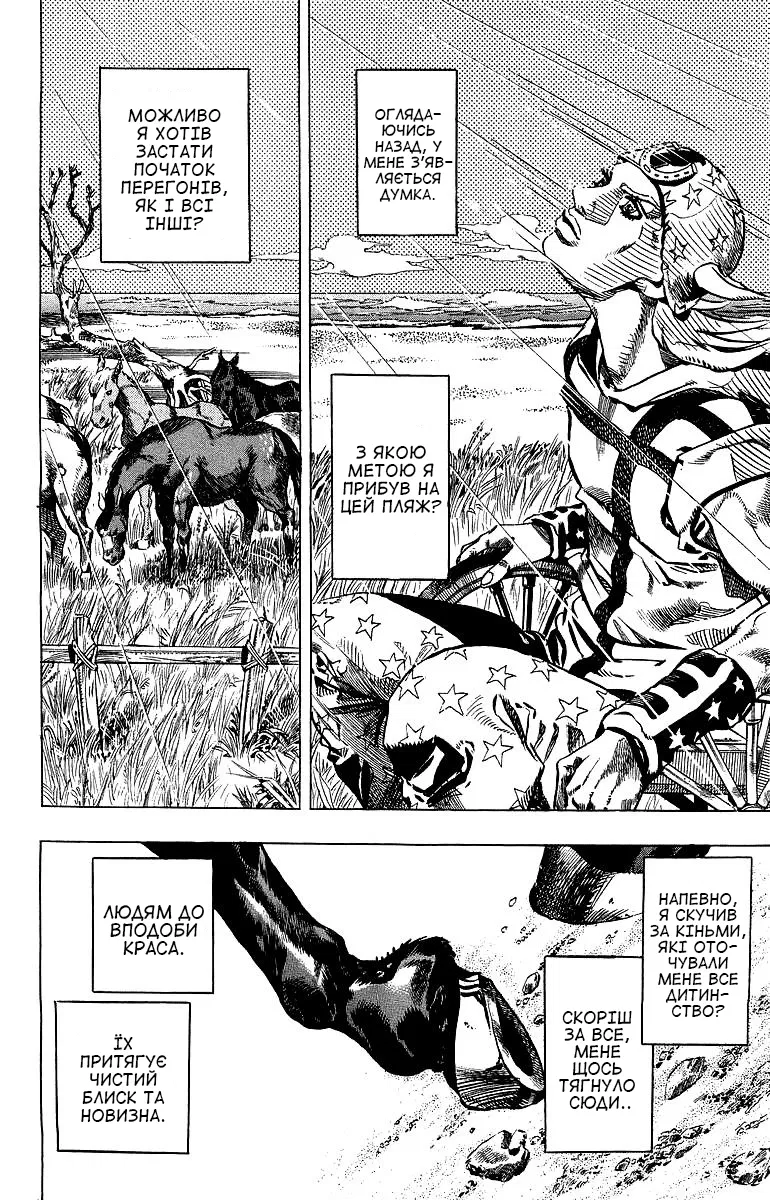 ОГЛЯДА-
ЮЧИСЬ
НАЗАД, У
МЕНЕ З'ЯВ-
ЛЯЄТЬСЯ
ДУМКА.
З ЯКОЮ
МЕТОЮ Я
ПРИБУВ НА
ЦЕЙ ПЛЯЖ?
МОЖЛИВО
Я ХОТІВ
ЗАСТАТИ
ПОЧАТОК
ПЕРЕГОНІВ,
ЯК І ВСІ
ІНШІ?
НАПЕВНО,
Я СКУЧИВ
ЗА КІНЬМИ,
ЯКІ ОТО-
ЧУВАЛИ
МЕНЕ ВСЕ
ДИТИН-
СТВО?
СКОРІШ
ЗА ВСЕ,
МЕНЕ
ЩОСЬ
ТЯГНУЛО
СЮДИ..
ЛЮДЯМ ДО
ВПОДОБИ
КРАСА.
ЇХ
ПРИТЯГУЄ
ЧИСТИЙ
БЛИСК ТА
НОВИЗНА.